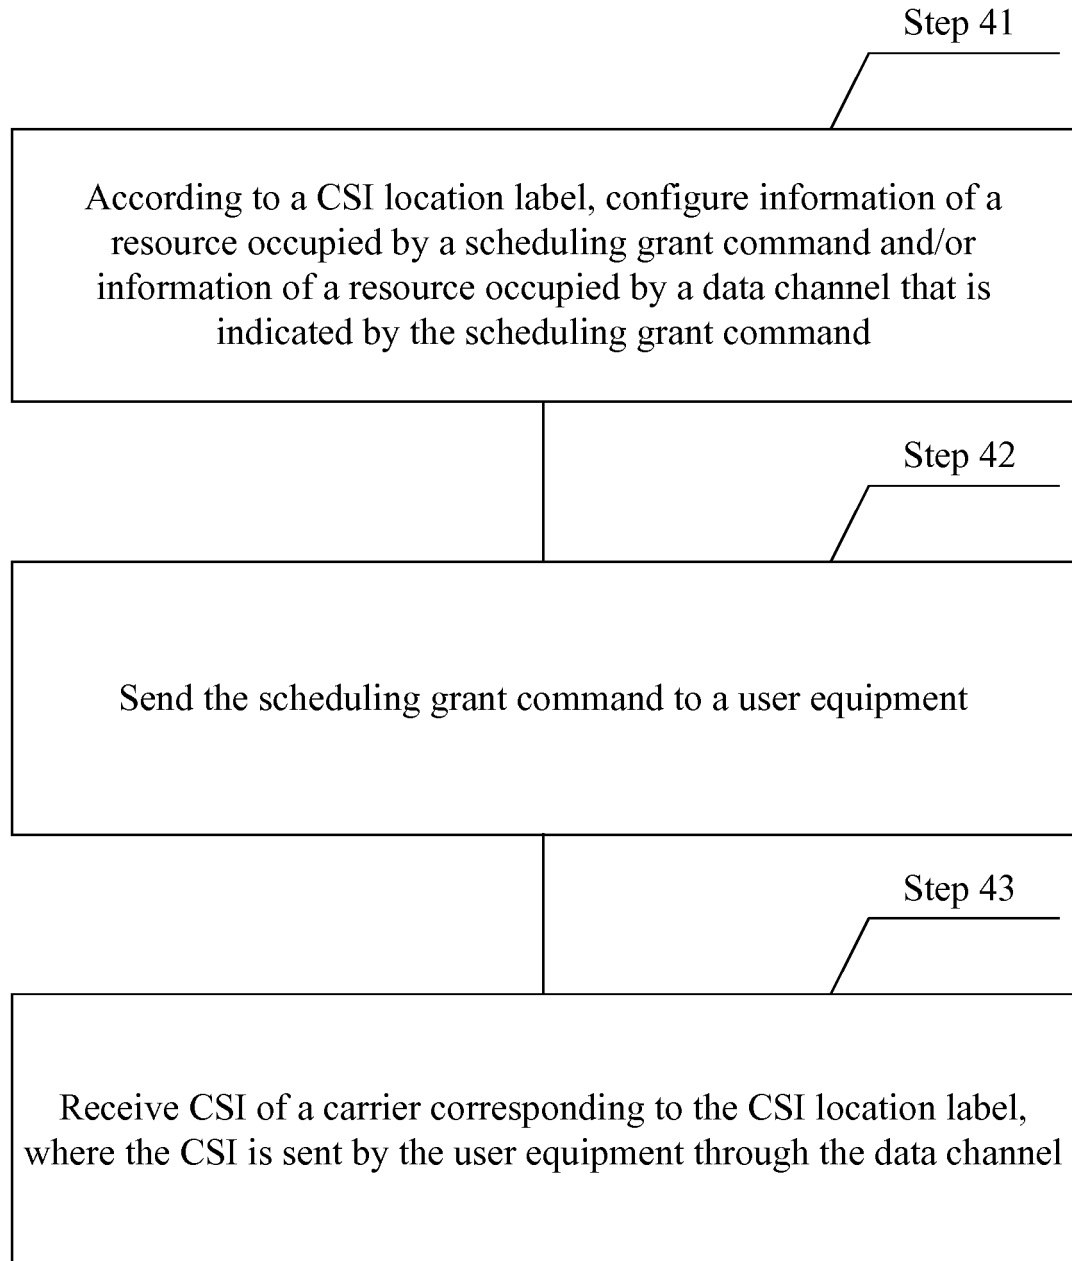 Step 41
According to a CSI location label, configure information of a
resource occupied by a scheduling grant command and/or
information of a resource occupied by a data channel that is
indicated by the scheduling grant command
Step 42
Send the scheduling grant command to a user equipment
Step 43
Receive CSI of a carrier corresponding to the CSI location label,
where the CSI is sent by the user equipment through the data channel